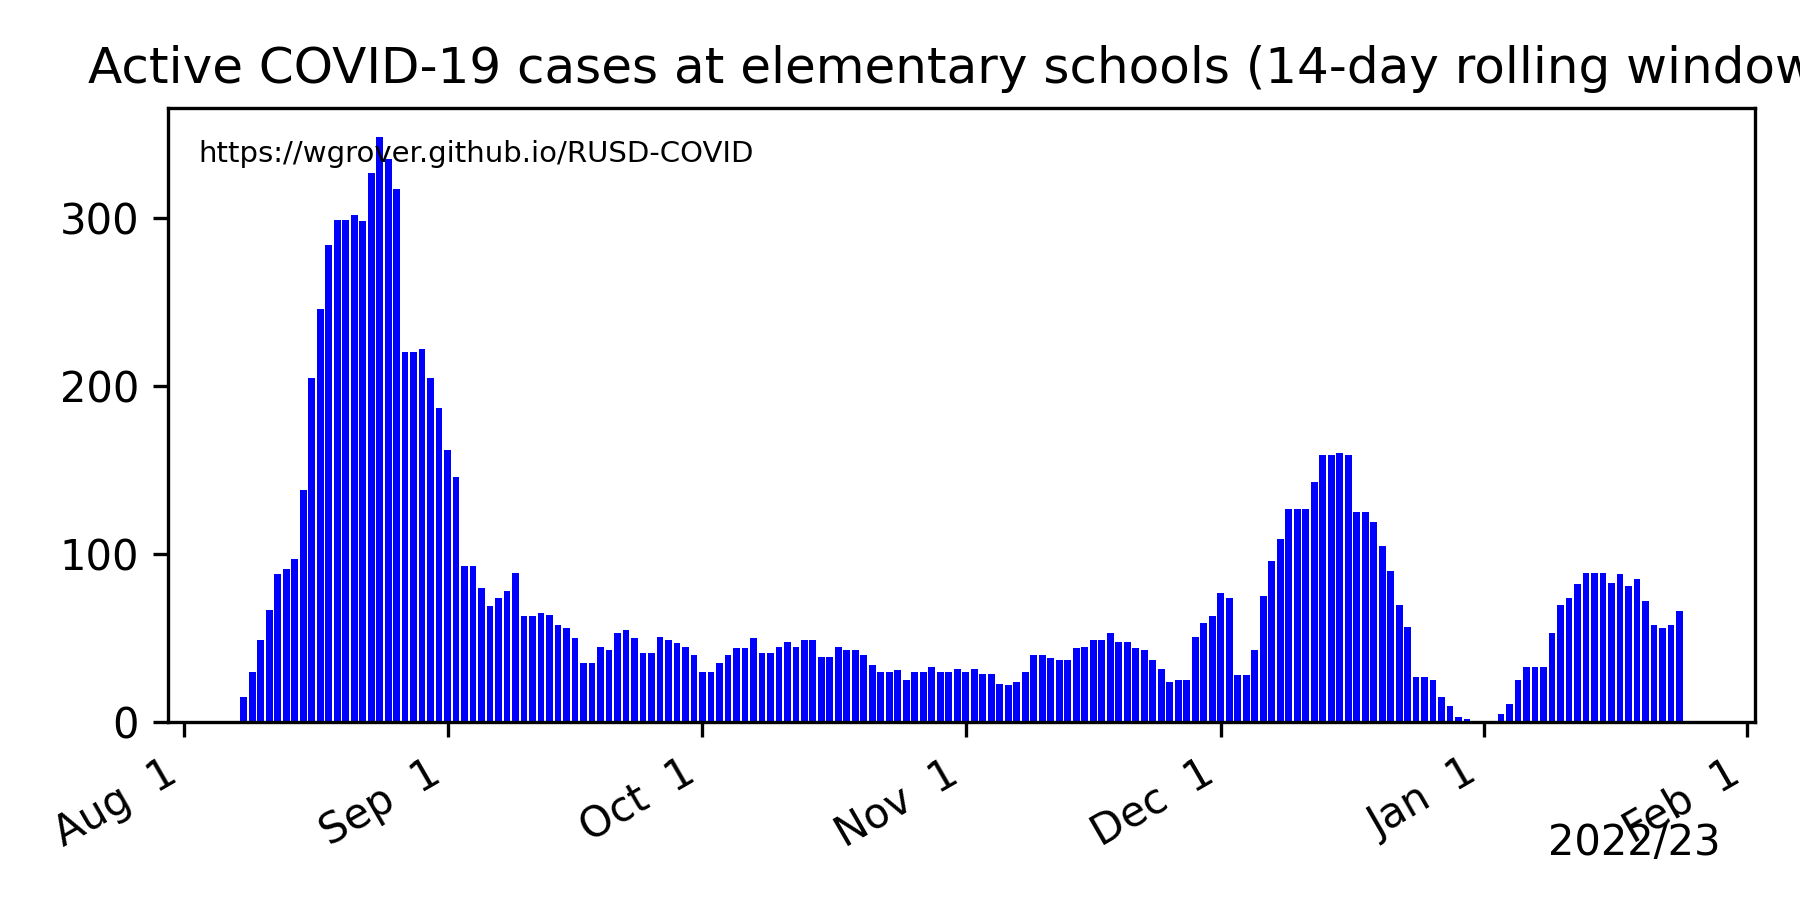 Active COVID-19 cases at elementary schools (14-day rolling window
https://wgrover.github.io/RUSD-COVID
300
200
100
0
Aug 1
Sep 1
Oct 1
Nov 1
Dec 1
Jan 1
Feb 1
2022/23